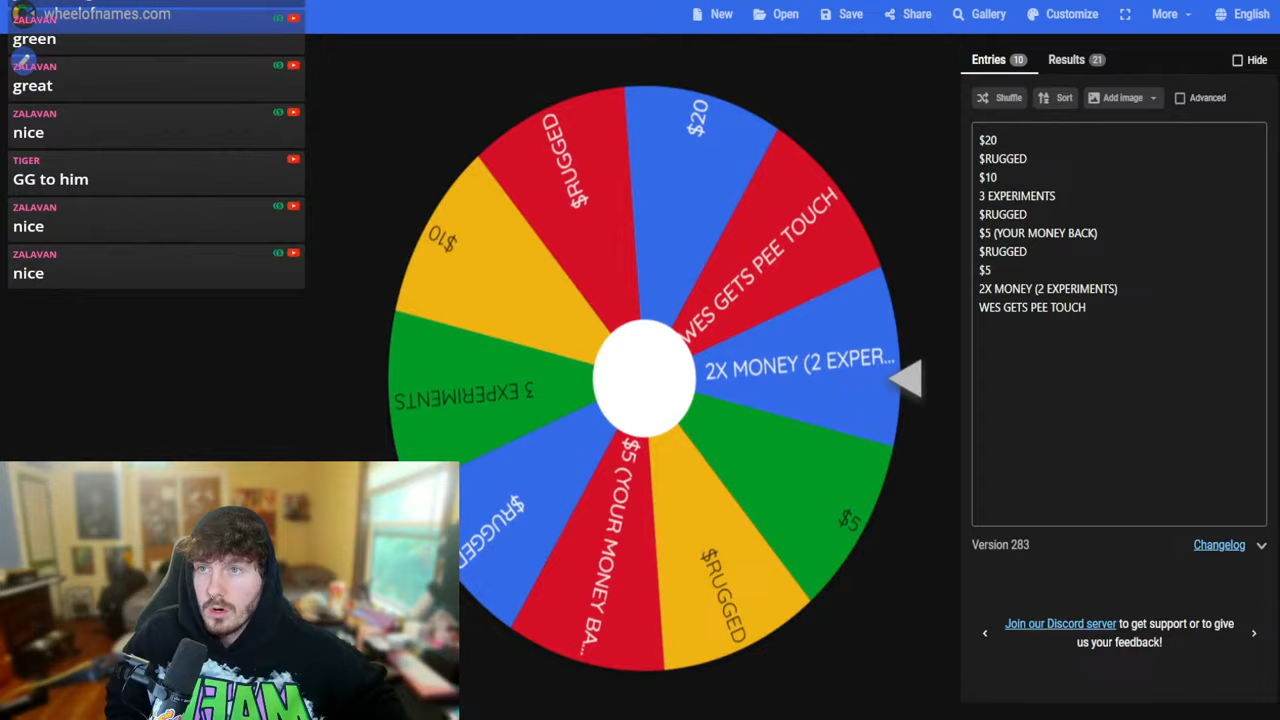 wheelofnames.com
New
Open
Save
Share
Gallery
Customize
More
English
ZALAVAN
green
ZALAVAN
great
ZALAVAN
nice
TIGER
GG to him
ZALAVAN
nice
ZALAVAN
nice
$20
WES GETS PEE TOUCH
2X MONEY (2 EXPER...
$5
$RUGGED
$5 (YOUR MONEY BA...
$RUGGED
3 EXPERIMENTS
$10
$RUGGED
Entries 10
Results 21
Hide
Shuffle
Sort
Add image
Advanced
$20
$RUGGED
$10
3 EXPERIMENTS
$RUGGED
$5 (YOUR MONEY BACK)
$RUGGED
$5
2X MONEY (2 EXPERIMENTS)
WES GETS PEE TOUCH
Version 283
Changelog
Join our Discord server to get support or to give
us your feedback!